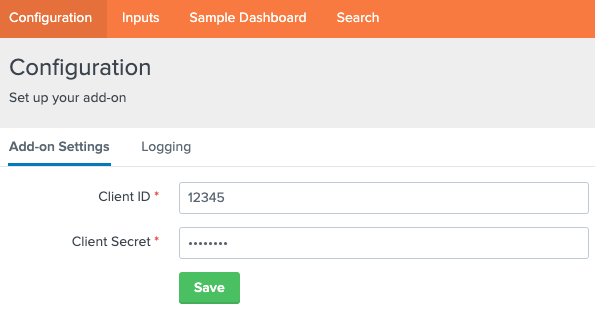 Configuration Inputs Sample Dashboard Search
Configuration
Set up your add-on
Add-on Settings Logging
Client ID * 12345
Client Secret * ••••••••
Save